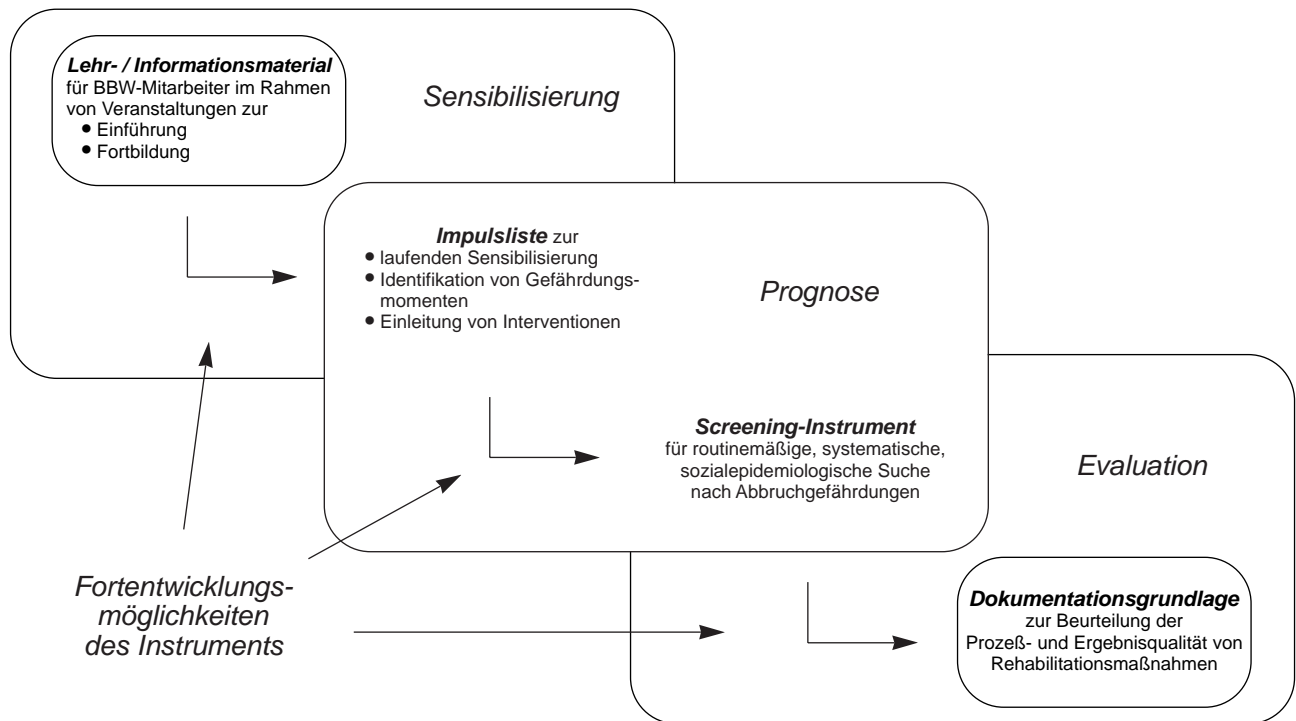 Lehr- / Informationsmaterial
für BBW-Mitarbeiter im Rahmen
von Veranstaltungen zur
● Einführung
● Fortbildung
Sensibilisierung
Impulsliste zur
● laufenden Sensibilisierung
● Identifikation von Gefährdungs-
momenten
● Einleitung von Interventionen
Prognose
Screening-Instrument
für routinemäßige, systematische,
sozialepidemiologische Suche
nach Abbruchgefährdungen
Evaluation
Fortentwicklungs-
möglichkeiten
des Instruments
Dokumentationsgrundlage
zur Beurteilung der
Prozeß- und Ergebnisqualität von
Rehabilitationsmaßnahmen